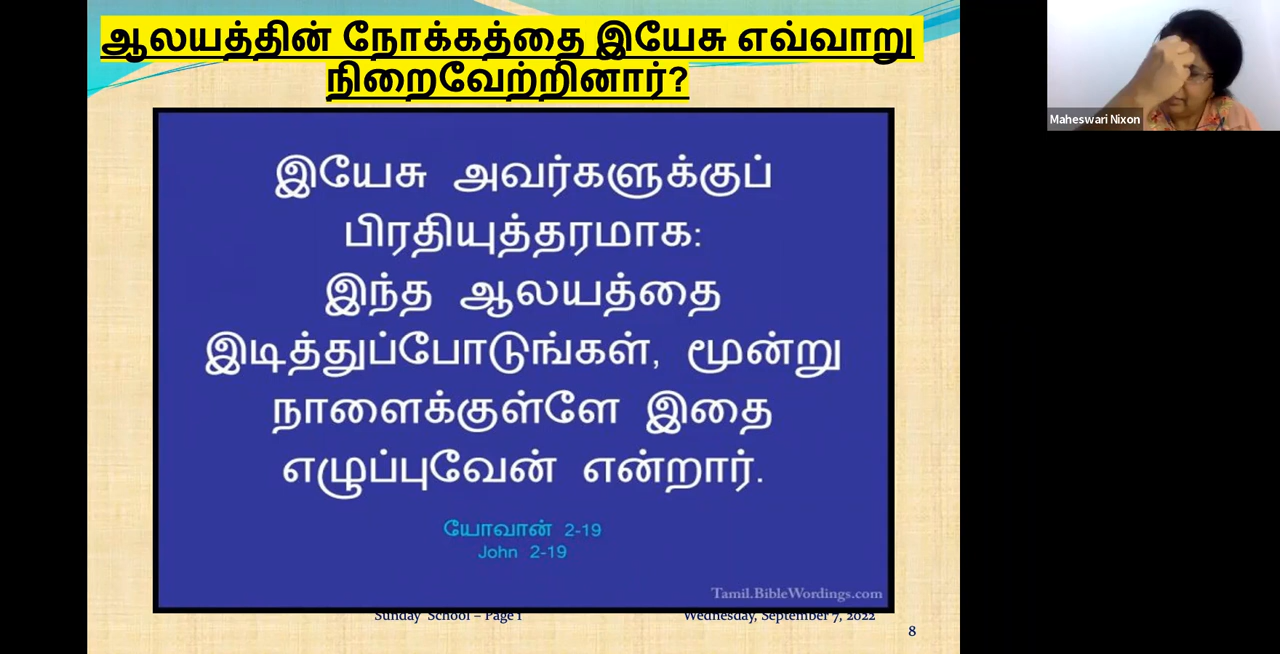 ஆலயத்தின் நோக்கத்தை இயேசு எவ்வாறு
நிறைவேற்றினார்?
இயேசு அவர்களுக்குப்
பிரதியுத்தரமாக:
இந்த ஆலயத்தை
இடித்துப்போடுங்கள், மூன்று
நாளைக்குள்ளே இதை
எழுப்புவேன் என்றார்.
யோவான் 2-19
John 2-19
Tamil.BibleWordings.com
Sunday School – Page 1
Wednesday, September 7, 2022
8
Maheswari Nixon